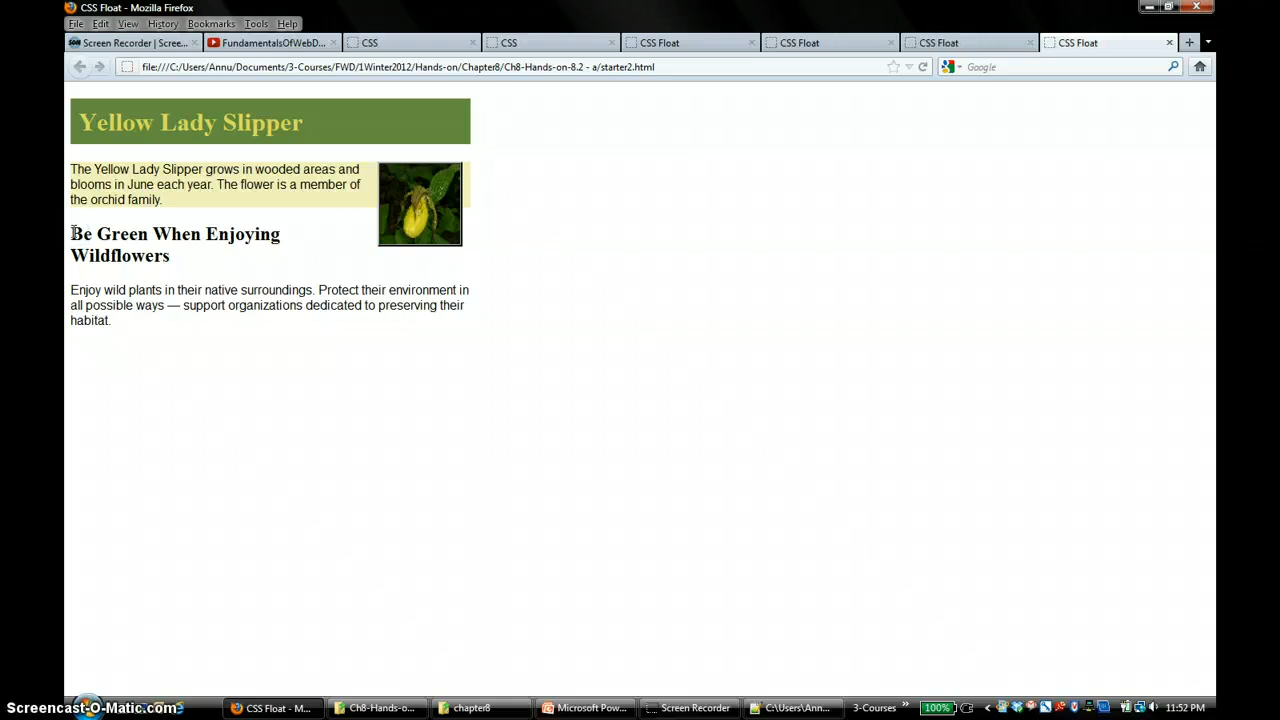 CSS Float - Mozilla Firefox
File Edit View History Bookmarks Tools Help
Screen Recorder | Scree... × FundamentalsOfWebD... × CSS × CSS × CSS Float × CSS Float × CSS Float × CSS Float ×
file:///C:/Users/Annu/Documents/3-Courses/FWD/1Winter2012/Hands-on/Chapter8/Ch8-Hands-on-8.2 - a/starter2.html Google
Yellow Lady Slipper
The Yellow Lady Slipper grows in wooded areas and
blooms in June each year. The flower is a member of
the orchid family.
Be Green When Enjoying
Wildflowers
Enjoy wild plants in their native surroundings. Protect their environment in
all possible ways — support organizations dedicated to preserving their
habitat.
Screencast-O-Matic.com CSS Float - M... Ch8-Hands-o... chapter8 Microsoft Pow... Screen Recorder C:\Users\Ann... 3-Courses » 100% 11:52 PM